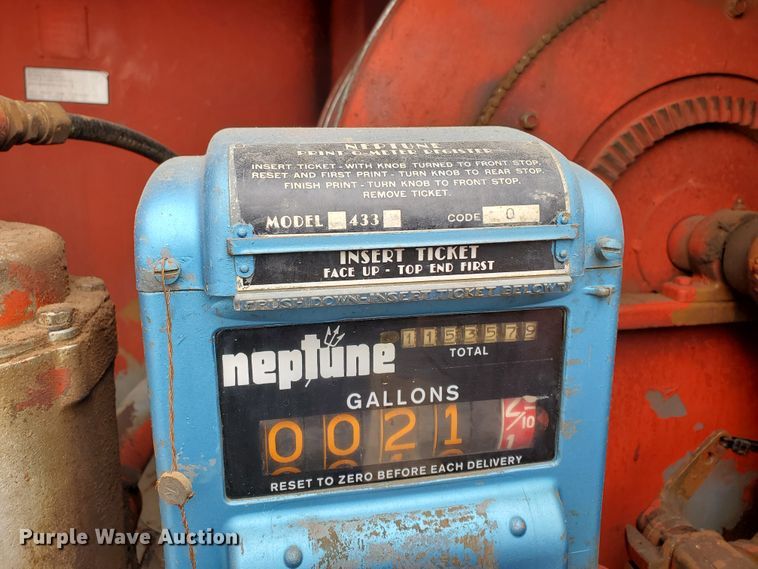 NEPTUNE
PRINT-O-METER REGISTER
INSERT TICKET - WITH KNOB TURNED TO FRONT STOP.
RESET AND FIRST PRINT - TURN KNOB TO REAR STOP.
FINISH PRINT - TURN KNOB TO FRONT STOP.
REMOVE TICKET.
MODEL 433 CODE 0
INSERT TICKET
FACE UP - TOP END FIRST
PUSH DOWN-INSERT TICKET BELOW
neptune
1153579
TOTAL
GALLONS
0021
/10
1
RESET TO ZERO BEFORE EACH DELIVERY
Purple Wave Auction